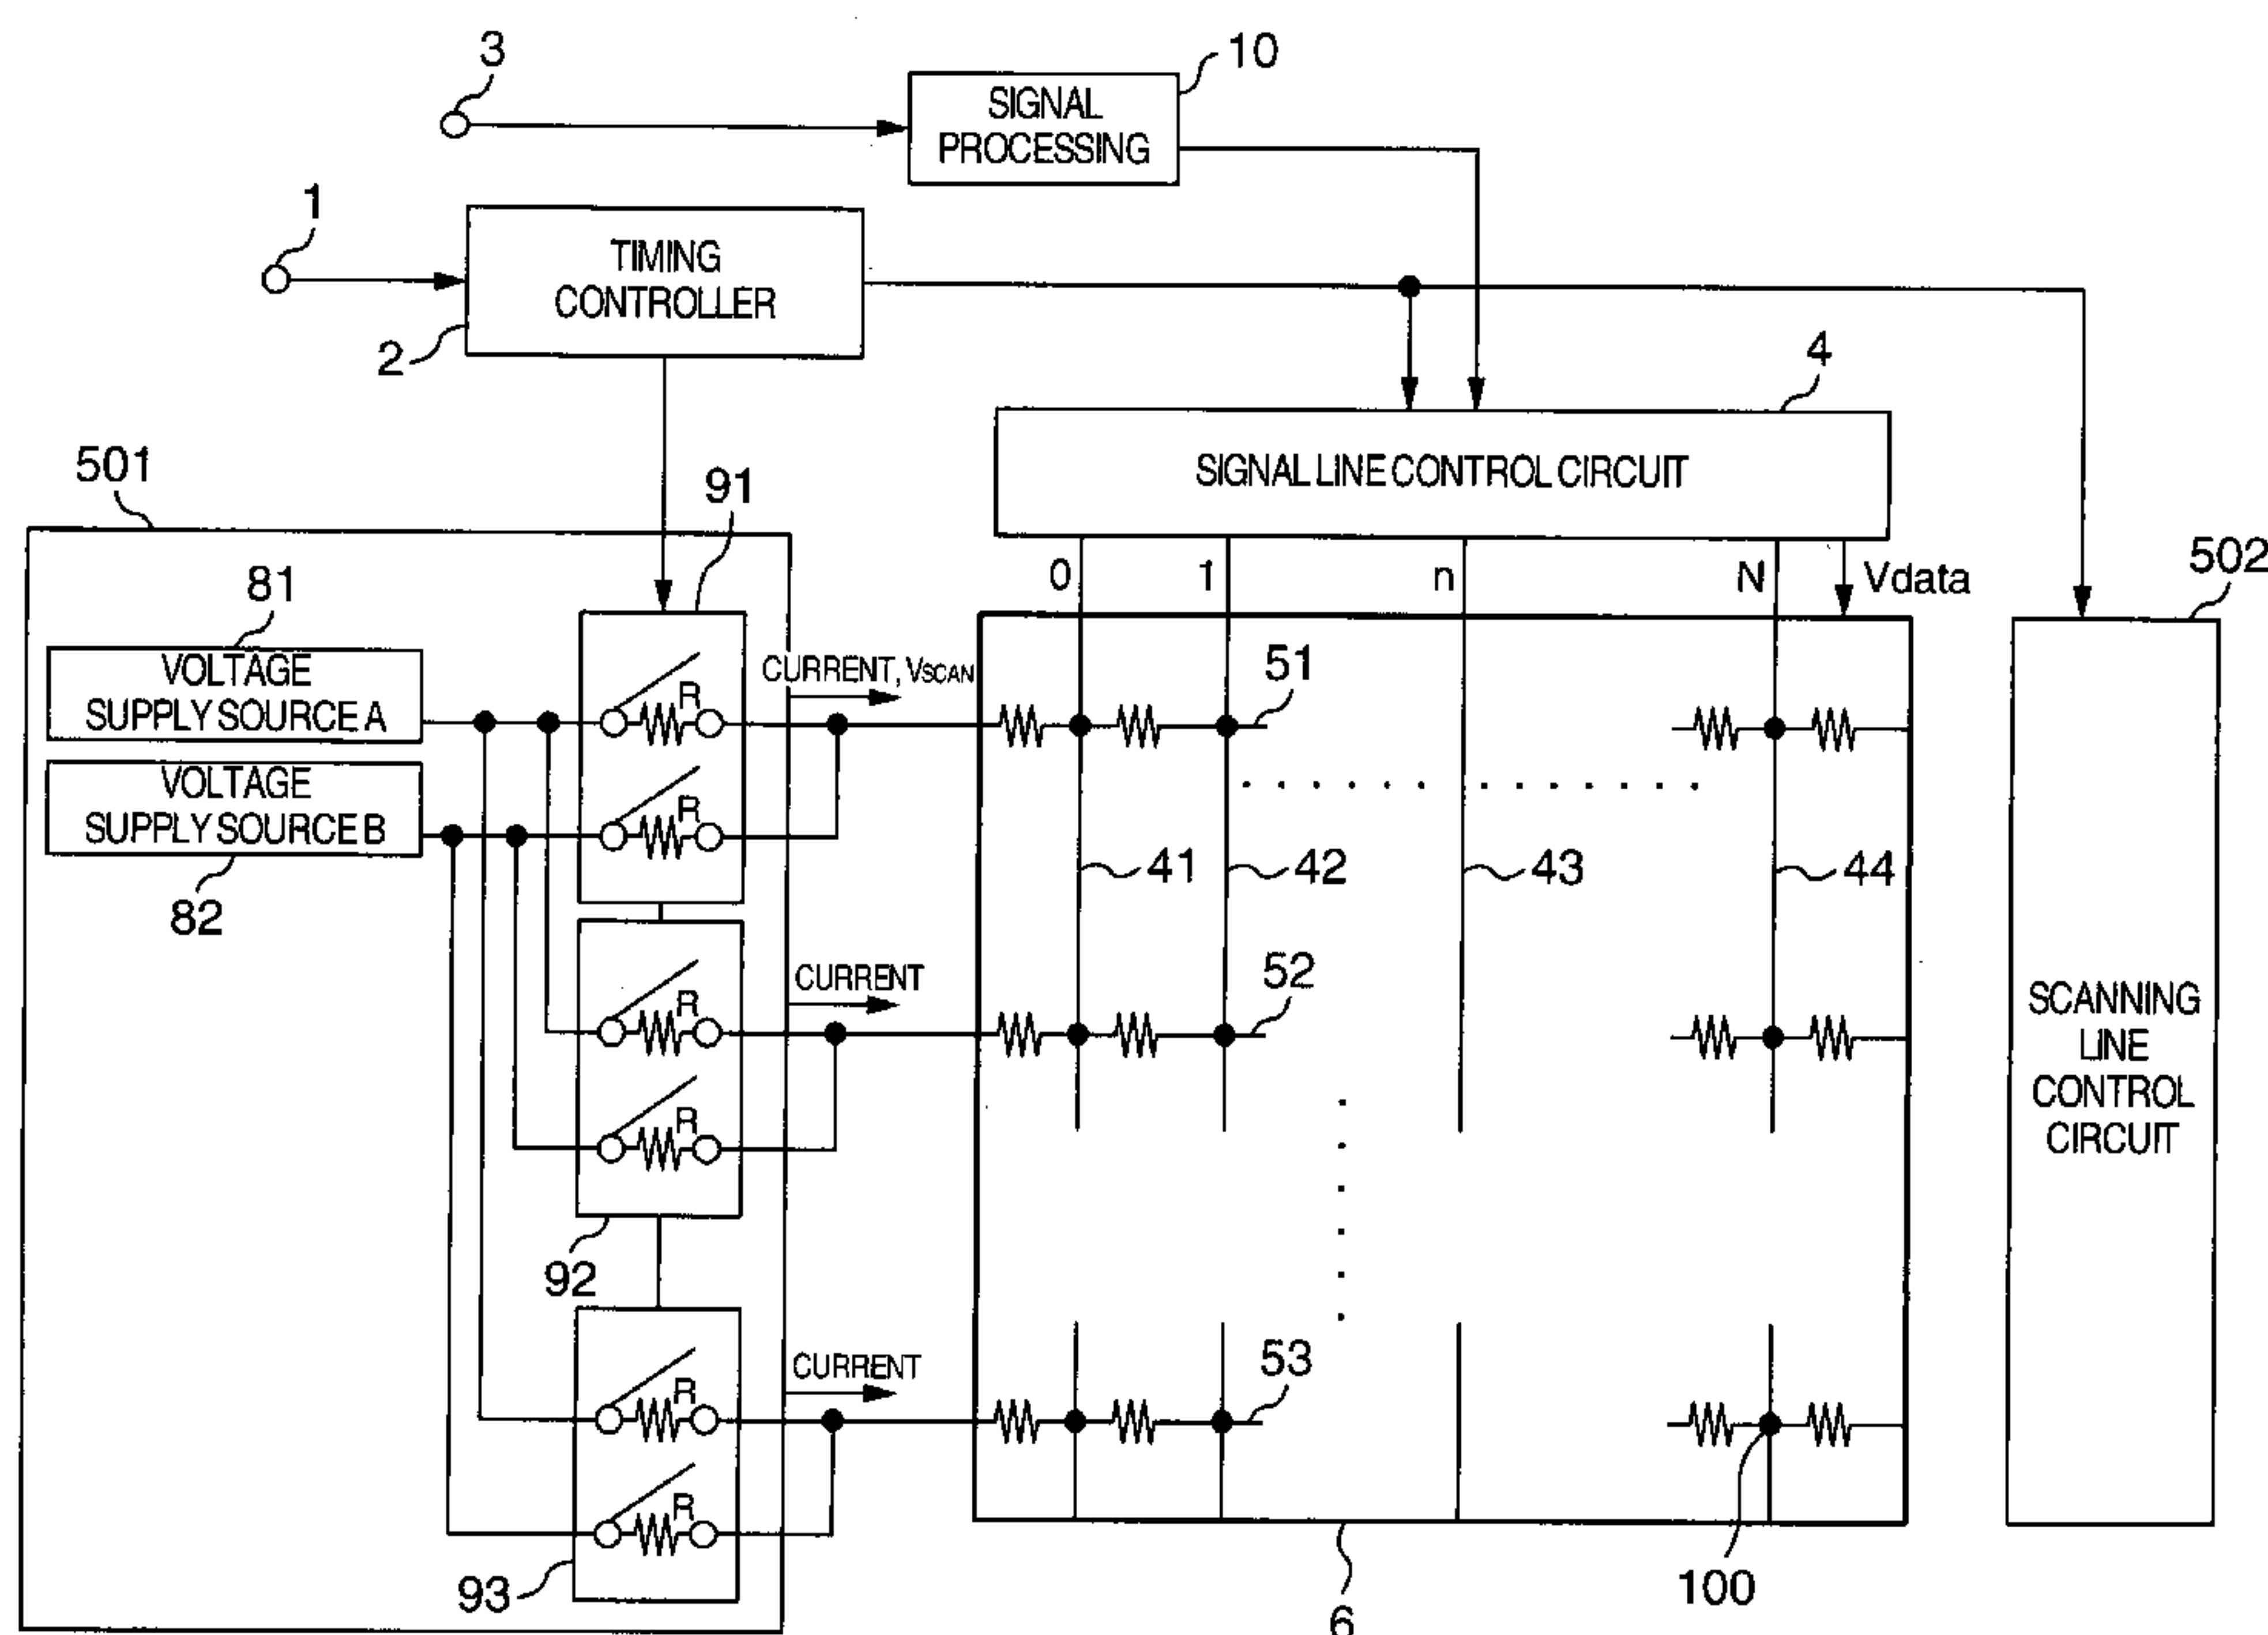 3
10
SIGNAL
PROCESSING
1
TIMING
CONTROLLER
2
4
SIGNAL LINE CONTROL CIRCUIT
501
91
0
1
n
N
Vdata
502
81
VOLTAGE
SUPPLY SOURCE A
R
CURRENT, VSCAN
51
VOLTAGE
SUPPLY SOURCE B
R
82
41
42
43
44
R
CURRENT
52
R
SCANNING
LINE
CONTROL
CIRCUIT
92
R
CURRENT
53
R
93
6
100